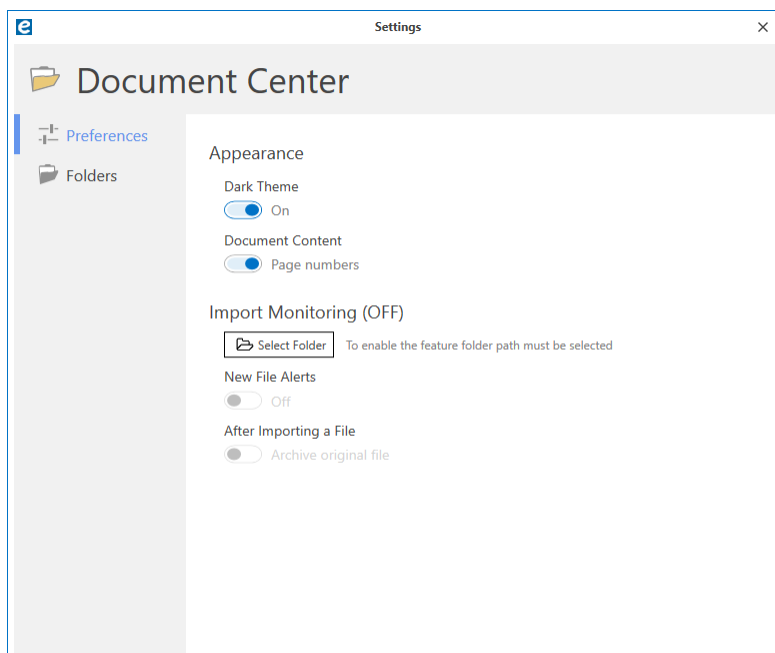 Settings
Document Center
Preferences
Folders
Appearance
Dark Theme
On
Document Content
Page numbers
Import Monitoring (OFF)
Select Folder To enable the feature folder path must be selected
New File Alerts
Off
After Importing a File
Archive original file